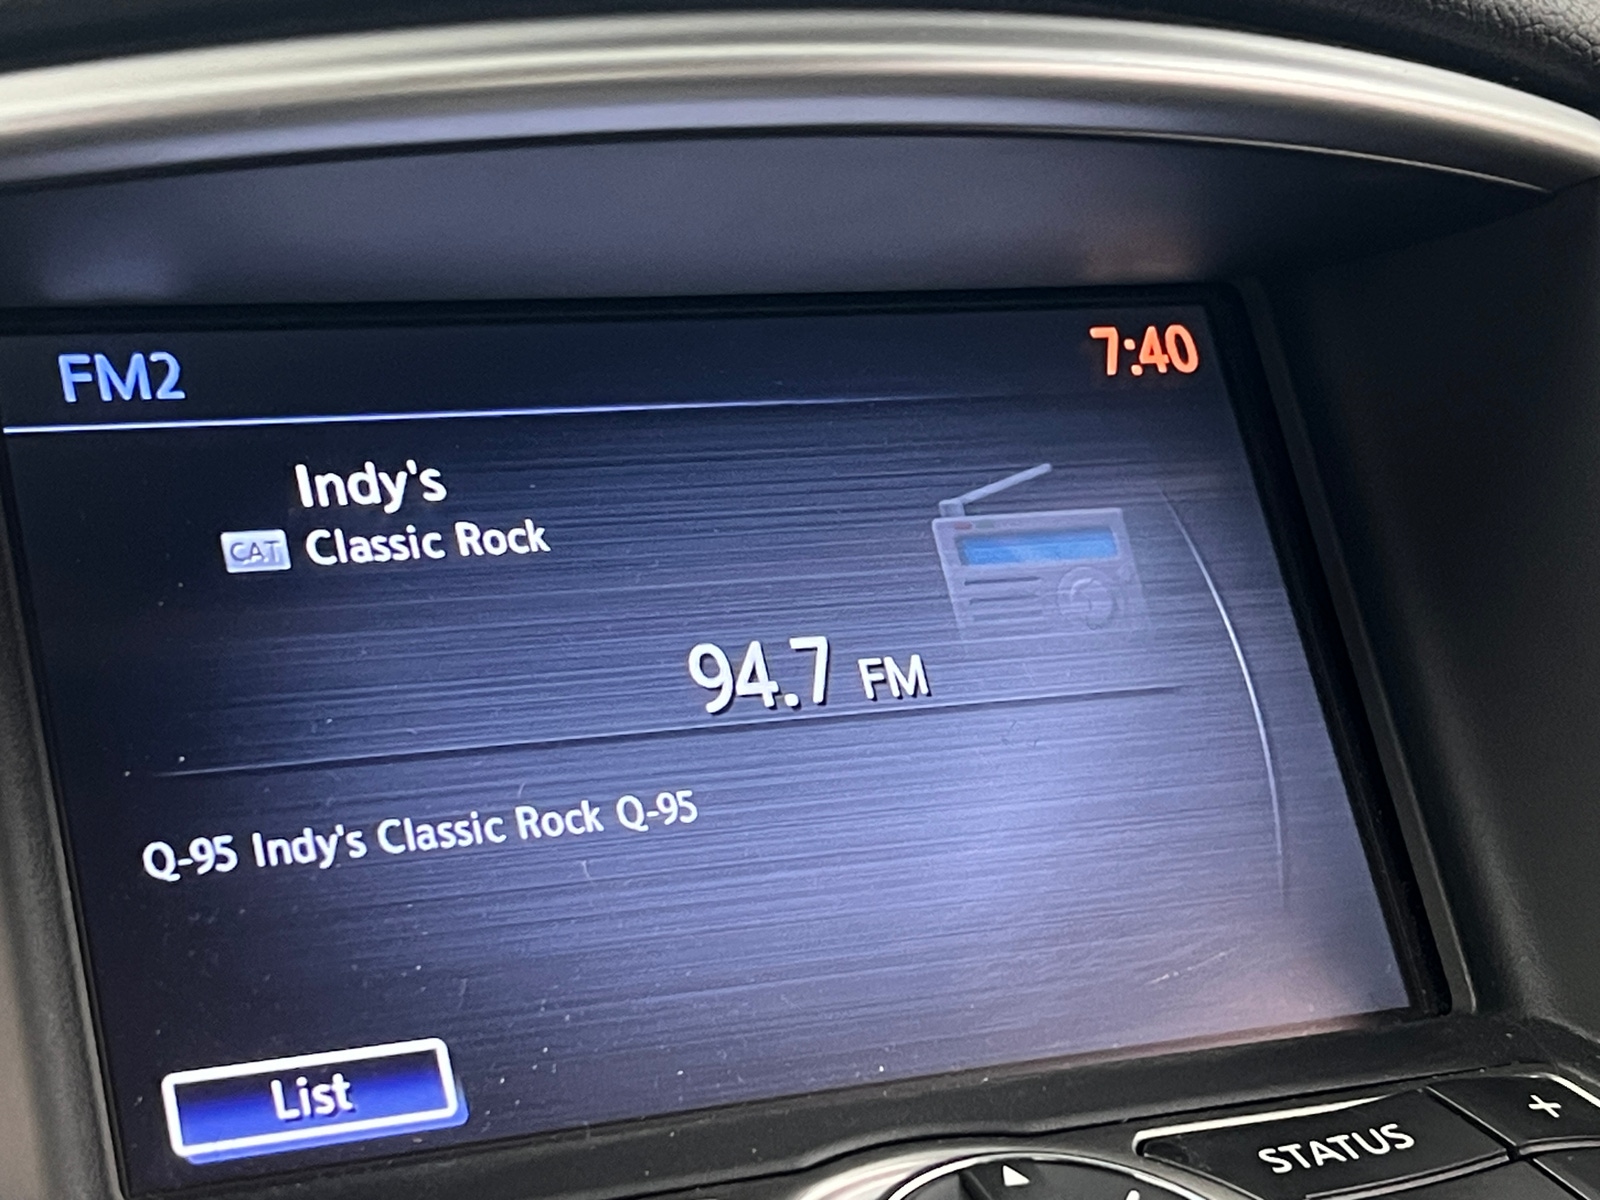 FM2
7:40
Indy's
CAT
Classic Rock
94.7 FM
Q-95 Indy's Classic Rock Q-95
List
STATUS
+